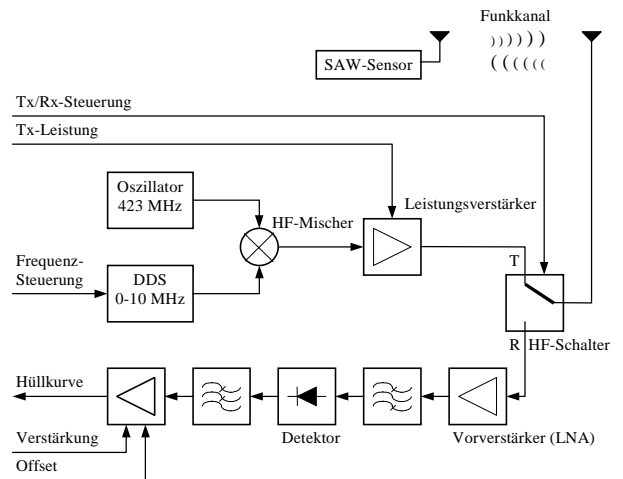 Funkkanal
SAW-Sensor
Tx/Rx-Steuerung
Tx-Leistung
Oszillator
423 MHz
HF-Mischer
Leistungsverstärker
Frequenz-
Steuerung
DDS
0-10 MHz
T
R HF-Schalter
Hüllkurve
Detektor
Vorverstärker (LNA)
Verstärkung
Offset